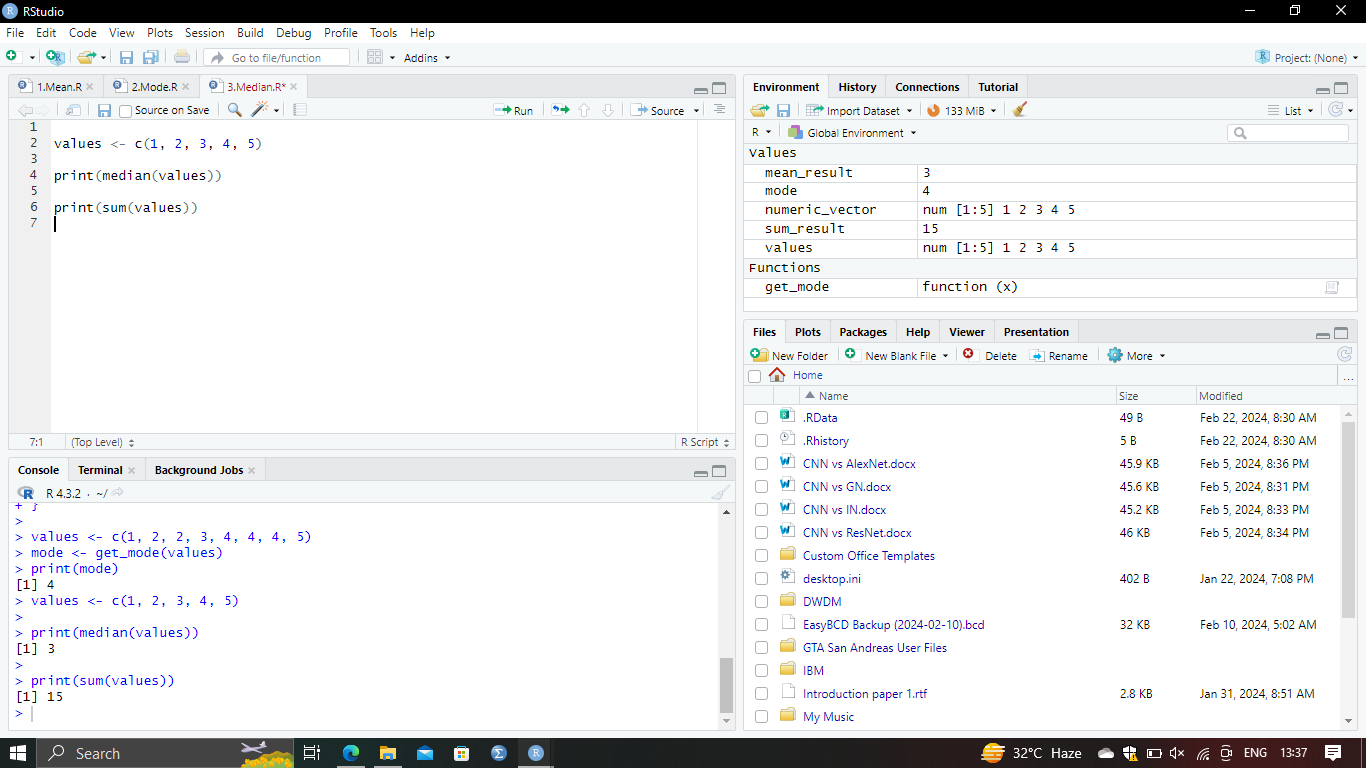 RStudio
File Edit Code View Plots Session Build Debug Profile Tools Help
Go to file/function Addins Project: (None)
1.Mean.R 2.Mode.R 3.Median.R*
Source on Save Run Source
1
2 values <- c(1, 2, 3, 4, 5)
3
4 print(median(values))
5
6 print(sum(values))
7
7:1 (Top Level) R Script
Console Terminal Background Jobs
R 4.3.2 · ~/
+ }
>
> values <- c(1, 2, 2, 3, 4, 4, 4, 5)
> mode <- get_mode(values)
> print(mode)
[1] 4
> values <- c(1, 2, 3, 4, 5)
>
> print(median(values))
[1] 3
>
> print(sum(values))
[1] 15
>
Environment History Connections Tutorial
Import Dataset 133 MiB List
R Global Environment
Values
mean_result 3
mode 4
numeric_vector num [1:5] 1 2 3 4 5
sum_result 15
values num [1:5] 1 2 3 4 5
Functions
get_mode function (x)
Files Plots Packages Help Viewer Presentation
New Folder New Blank File Delete Rename More
Home ...
Name Size Modified
.RData 49 B Feb 22, 2024, 8:30 AM
.Rhistory 5 B Feb 22, 2024, 8:30 AM
CNN vs AlexNet.docx 45.9 KB Feb 5, 2024, 8:36 PM
CNN vs GN.docx 45.6 KB Feb 5, 2024, 8:31 PM
CNN vs IN.docx 45.2 KB Feb 5, 2024, 8:33 PM
CNN vs ResNet.docx 46 KB Feb 5, 2024, 8:34 PM
Custom Office Templates
desktop.ini 402 B Jan 22, 2024, 7:08 PM
DWDM
EasyBCD Backup (2024-02-10).bcd 32 KB Feb 10, 2024, 5:02 AM
GTA San Andreas User Files
IBM
Introduction paper 1.rtf 2.8 KB Jan 31, 2024, 8:51 AM
My Music
Search 32°C Haze ENG 13:37